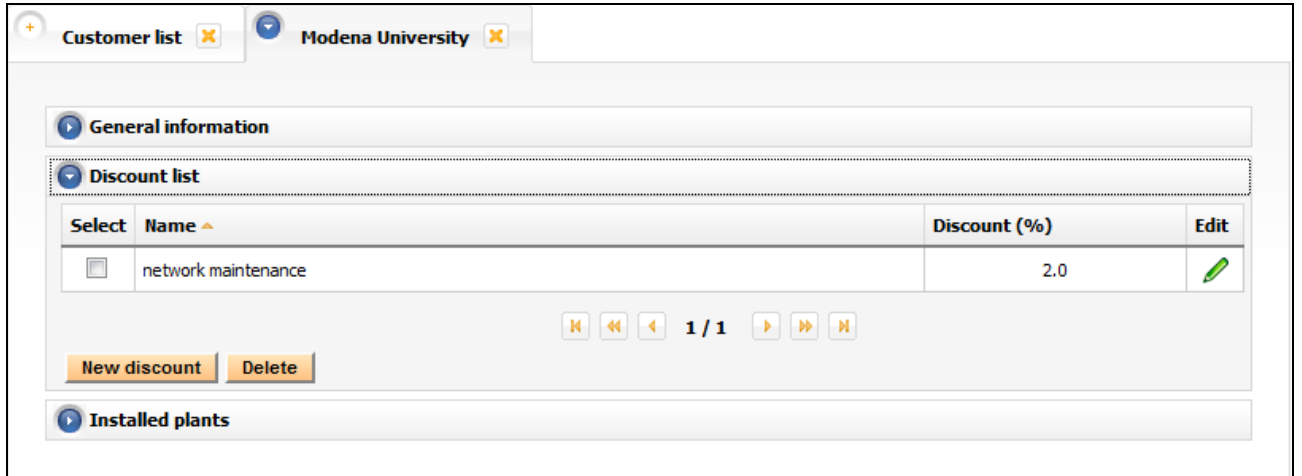 Customer list Modena University
General information
Discount list
Select Name Discount (%) Edit
network maintenance 2.0
1 / 1
New discount Delete
Installed plants